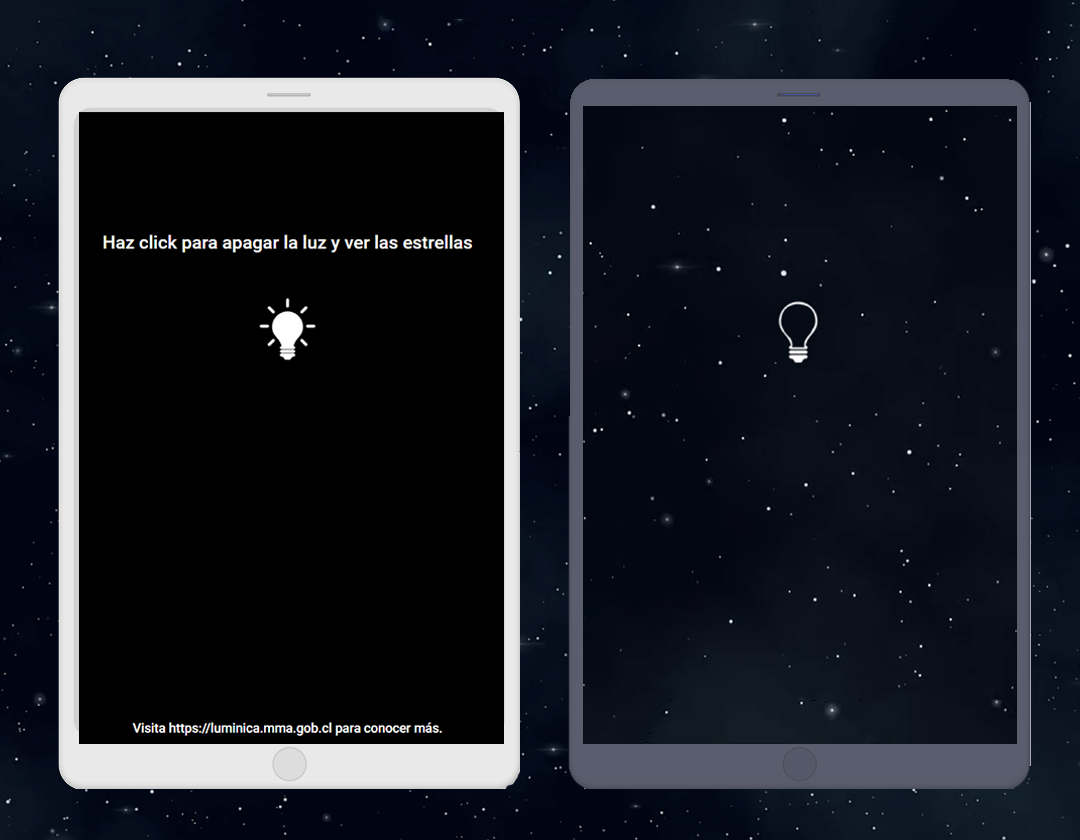 Haz click para apagar la luz y ver las estrellas
Visita https://luminica.mma.gob.cl para conocer más.